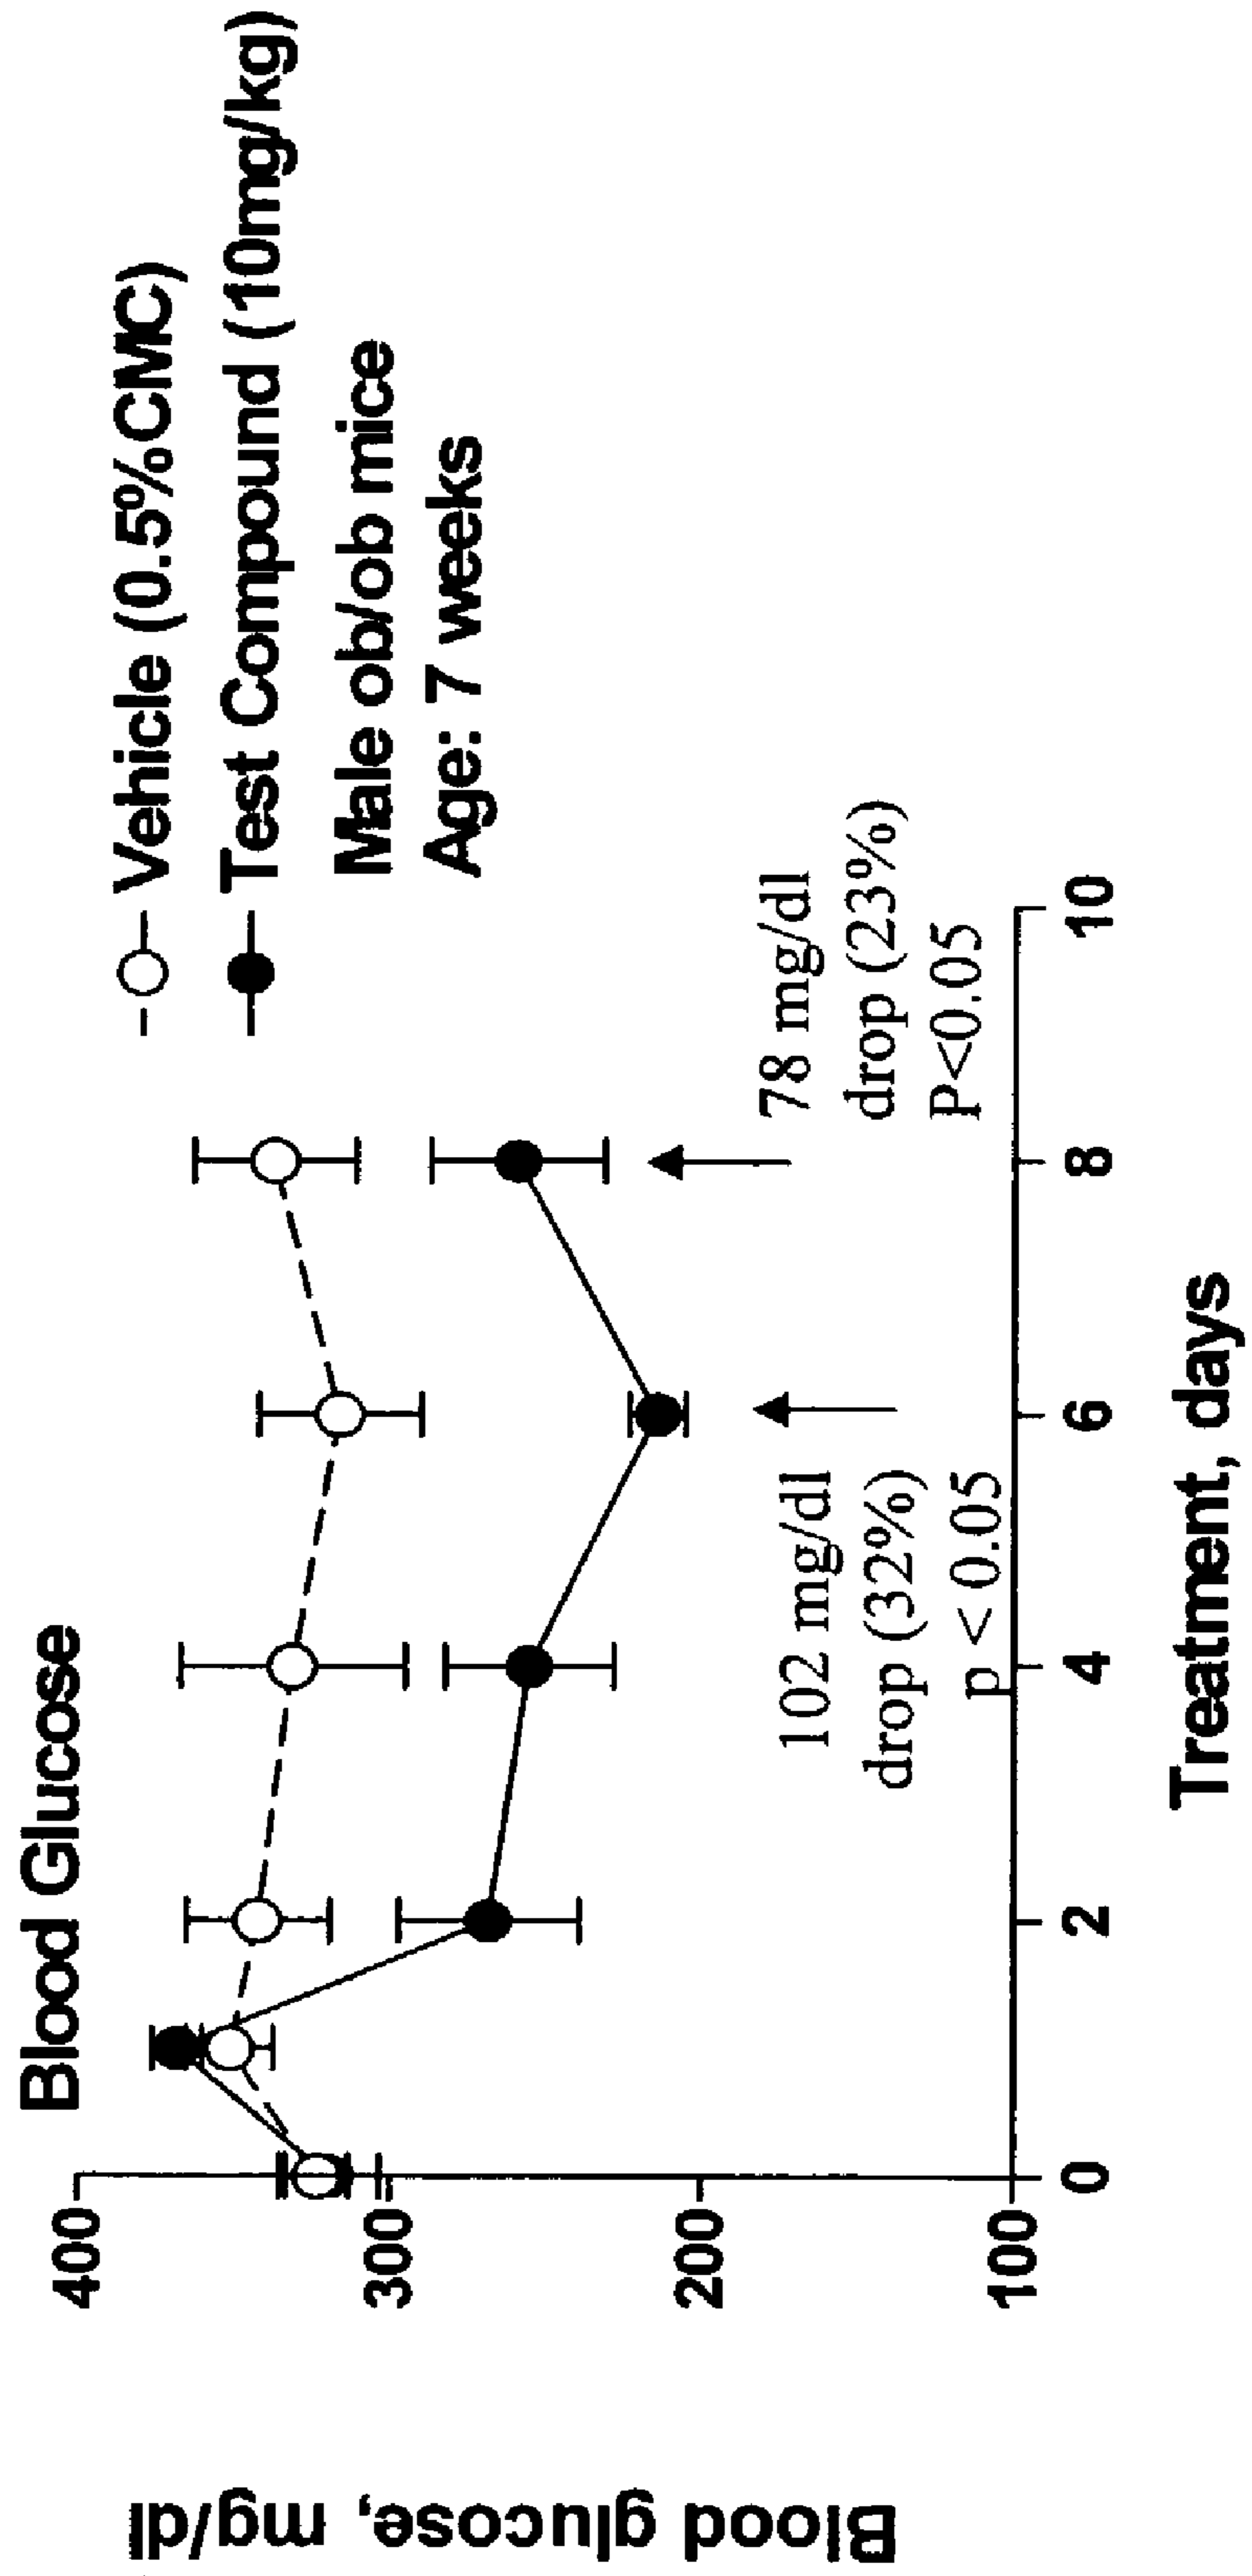 Blood Glucose
Vehicle (0.5%CMC)
Test Compound (10mg/kg)
Male ob/ob mice
Age: 7 weeks
Blood glucose, mg/dl
400
300
200
100
102 mg/dl
drop (32%)
p < 0.05
78 mg/dl
drop (23%)
P<0.05
0
2
4
6
8
10
Treatment, days